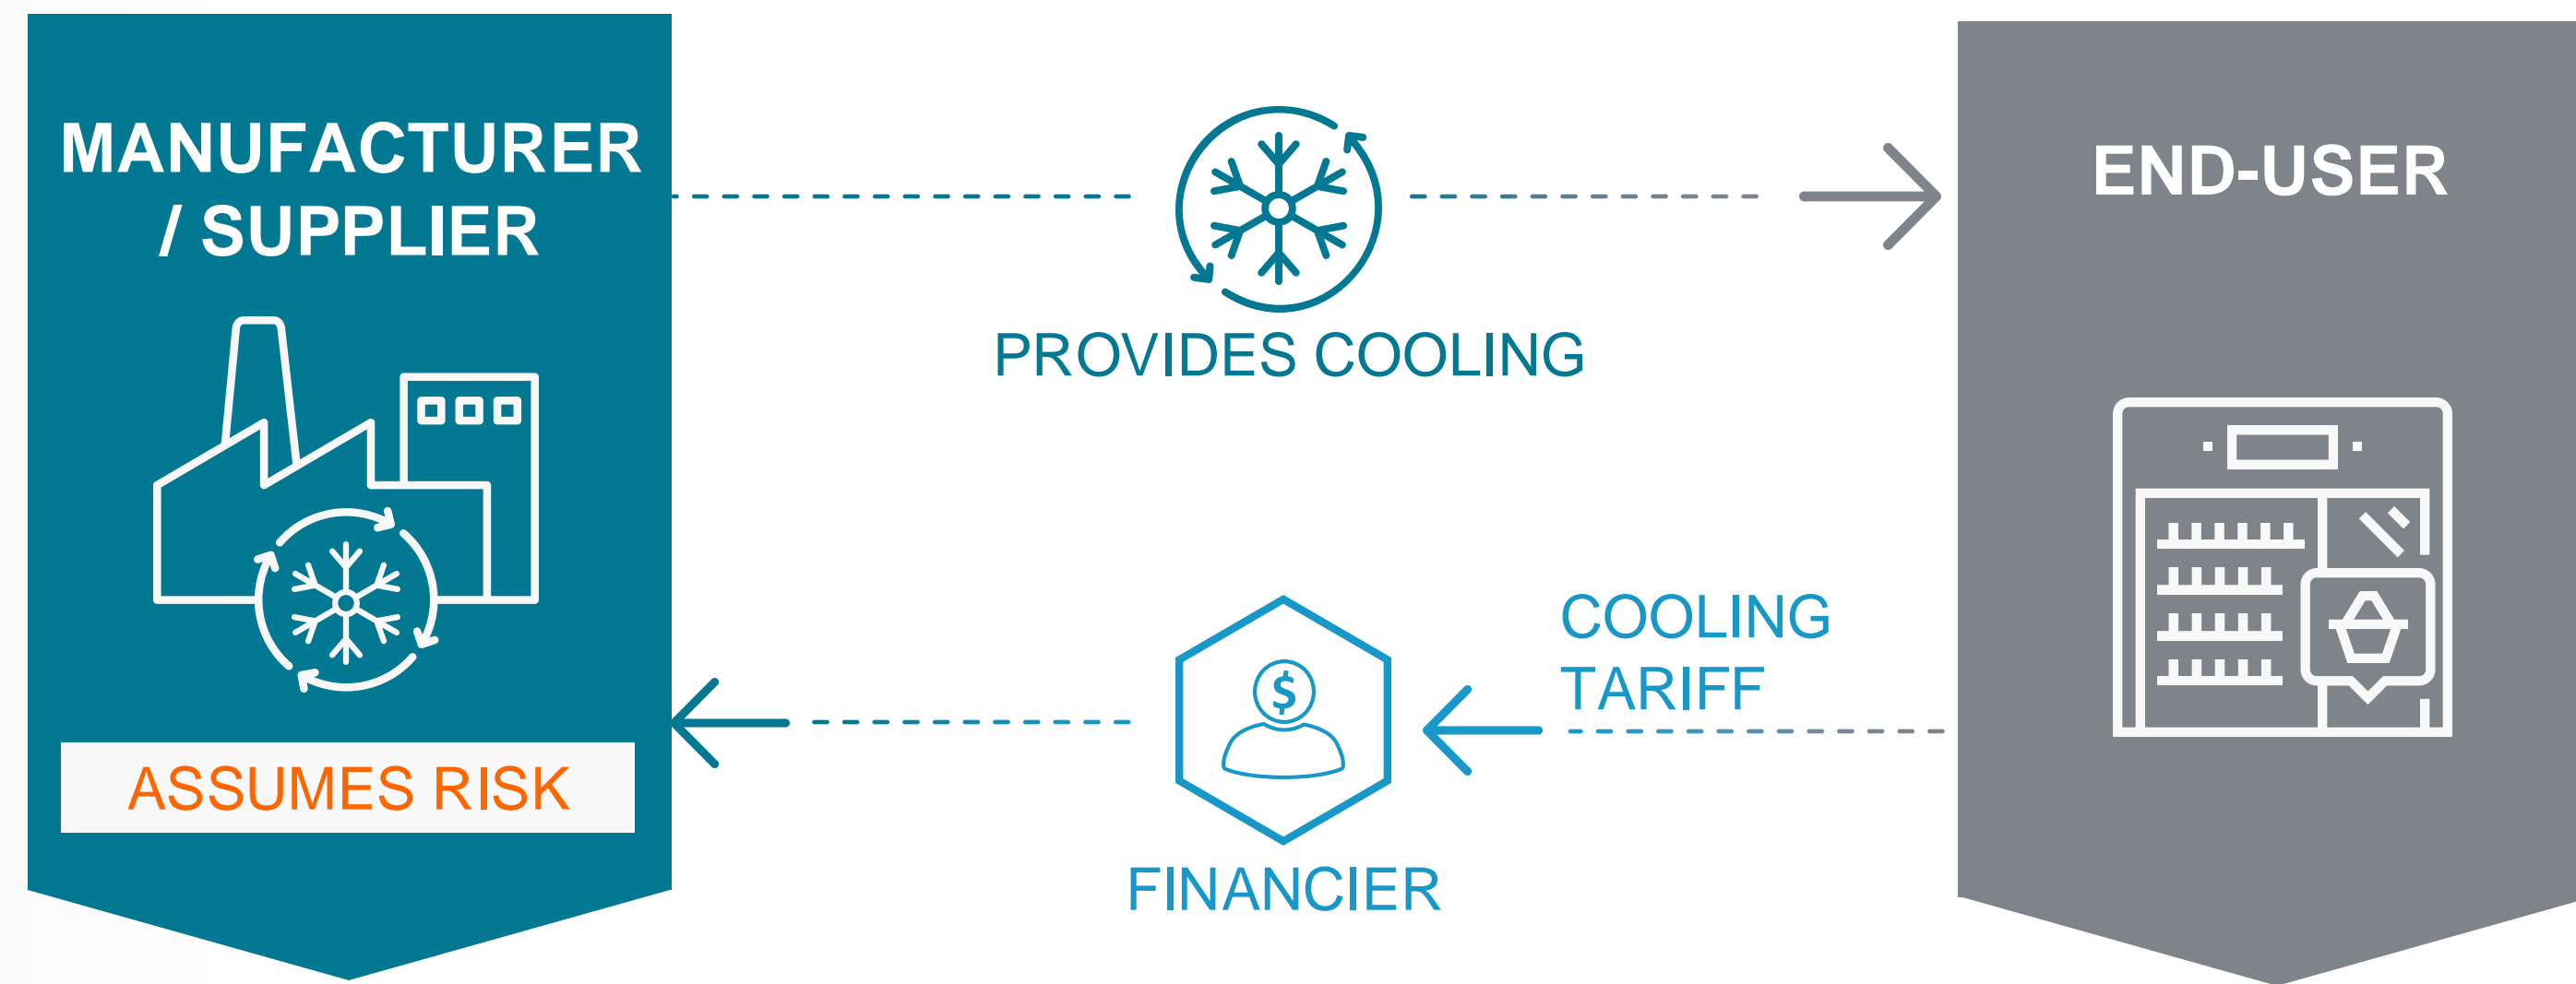 MANUFACTURER
/ SUPPLIER
ASSUMES RISK
PROVIDES COOLING
$
FINANCIER
COOLING
TARIFF
END-USER